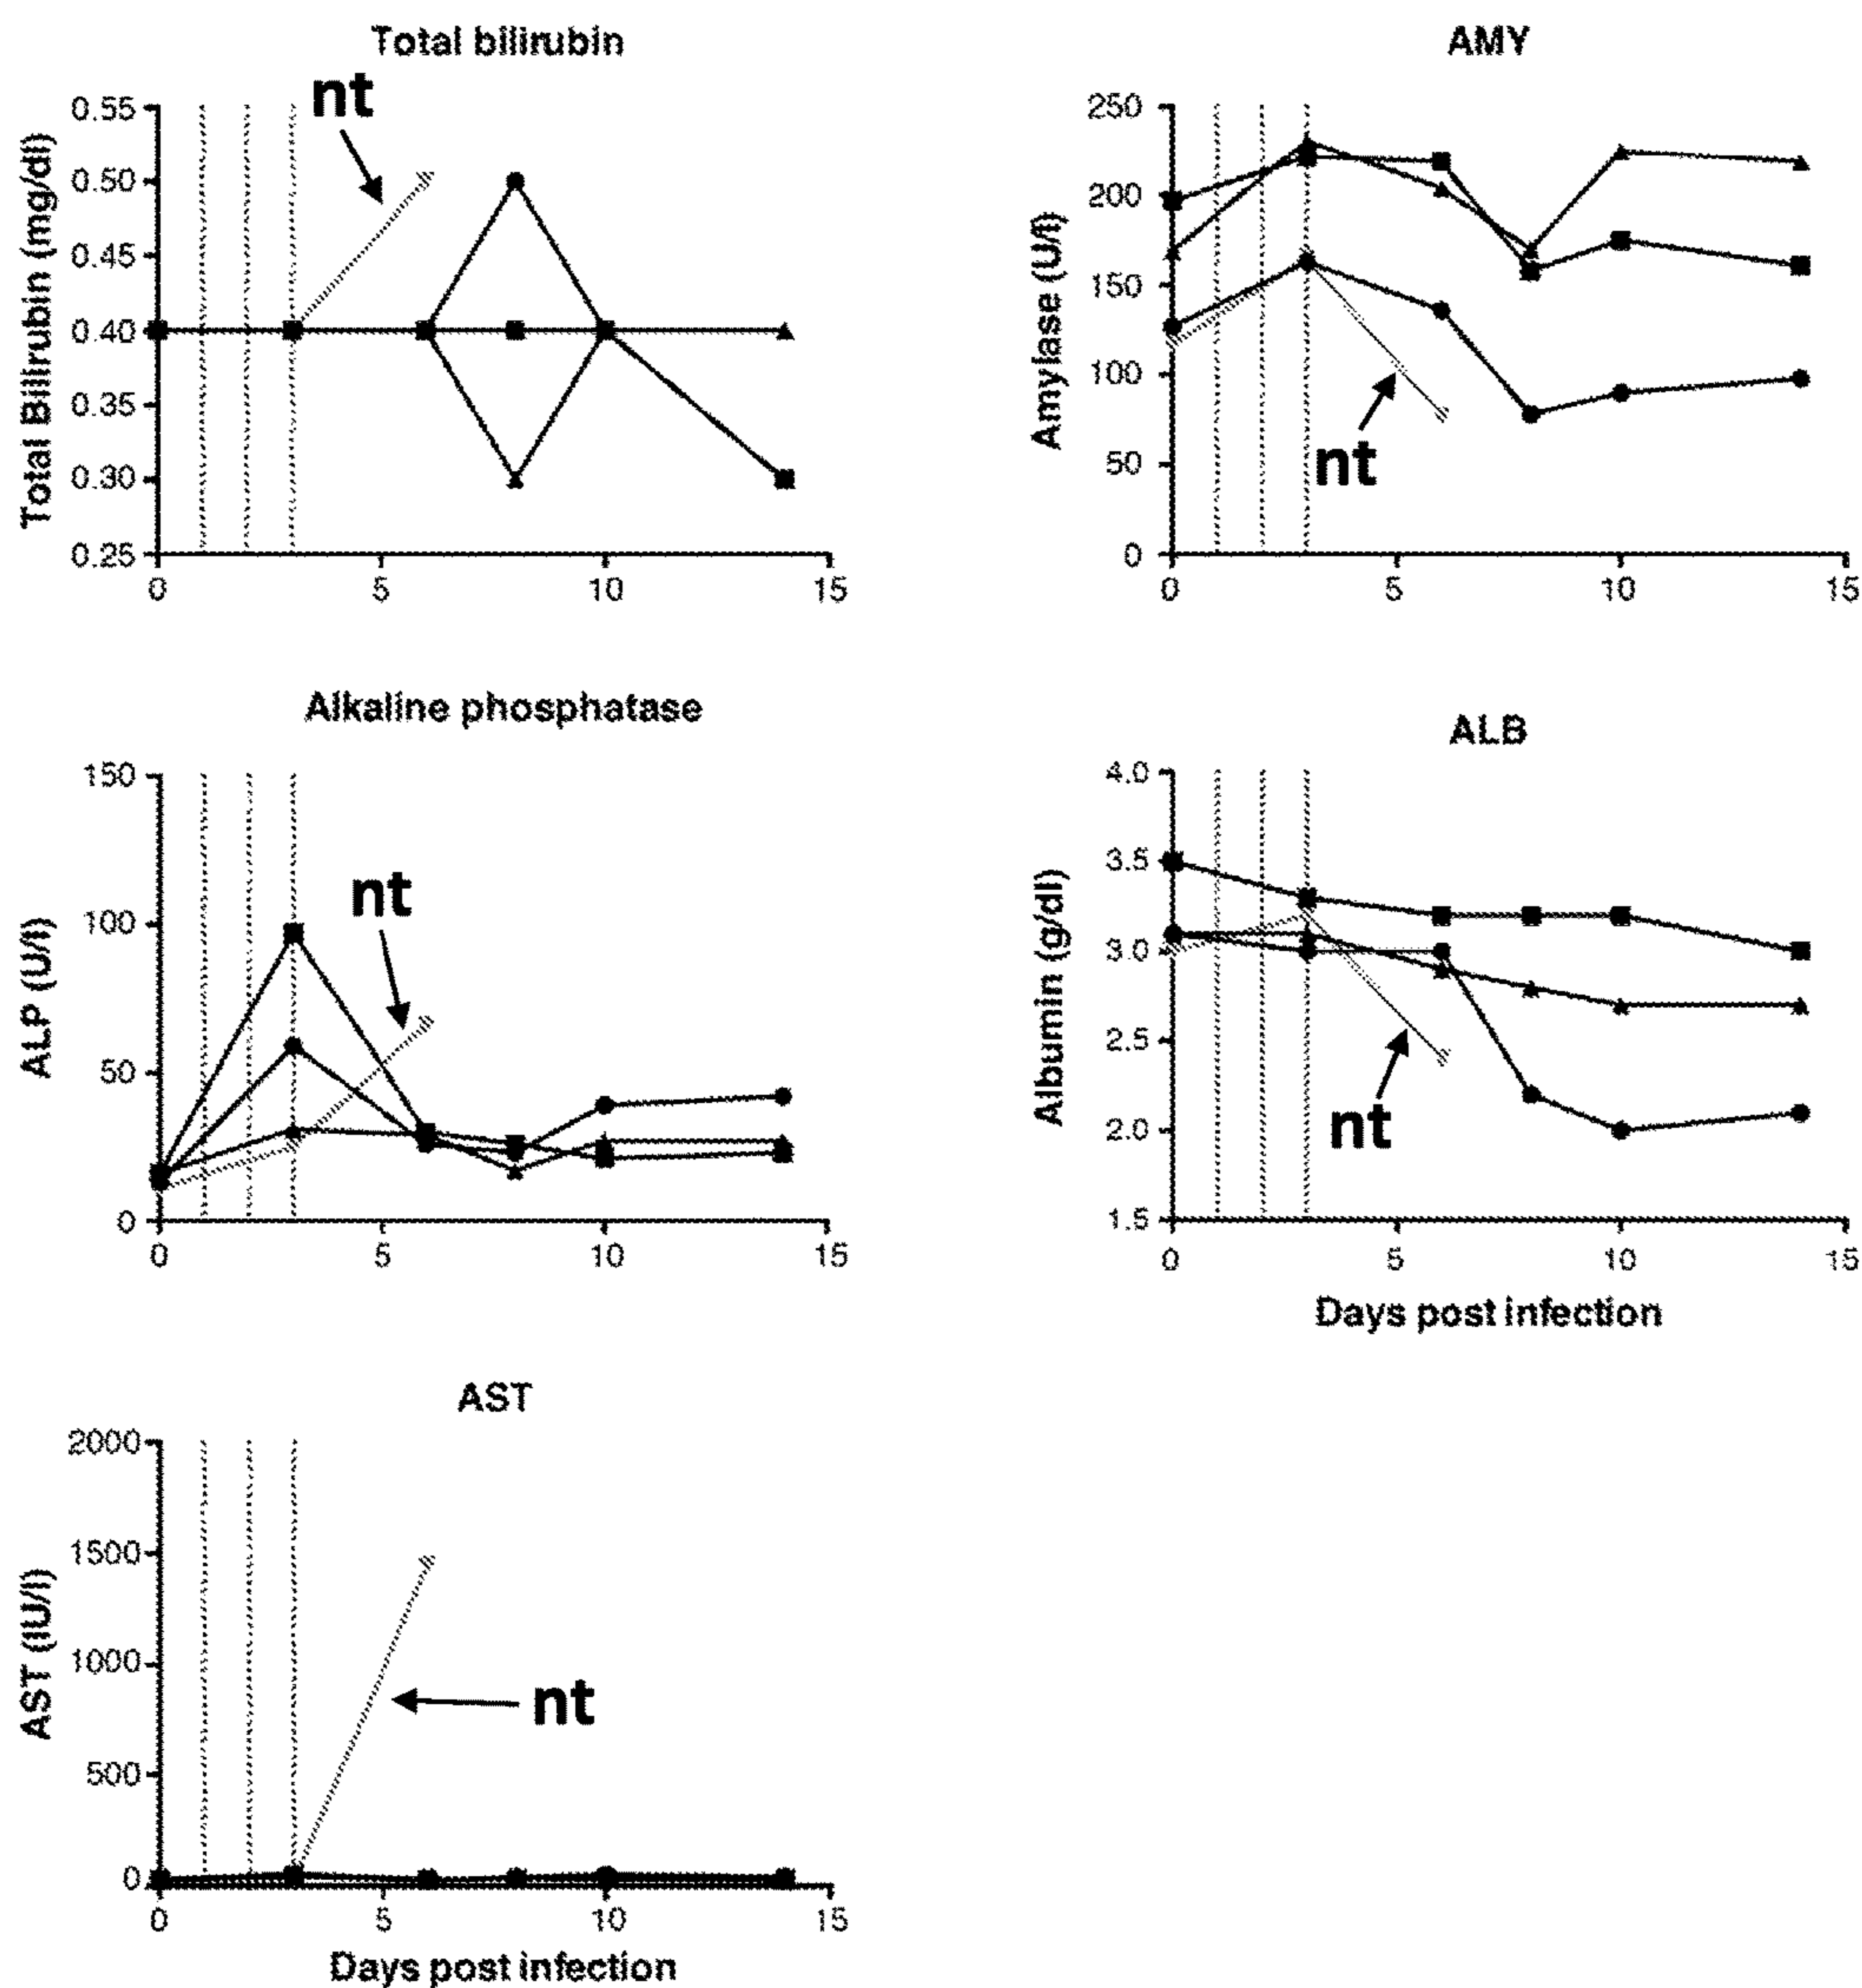 Total bilirubin
nt
Total Bilirubin (mg/dl)
0.55
0.50
0.45
0.40
0.35
0.30
0.25
0
5
10
15
AMY
Amylase (U/l)
250
200
150
100
50
0
nt
0
5
10
15
Alkaline phosphatase
ALP (U/l)
150
100
50
0
nt
0
5
10
15
ALB
Albumin (g/dl)
4.0
3.5
3.0
2.5
2.0
1.5
nt
0
5
10
15
Days post infection
AST
AST (IU/l)
2000
1500
1000
500
0
nt
0
5
10
15
Days post infection